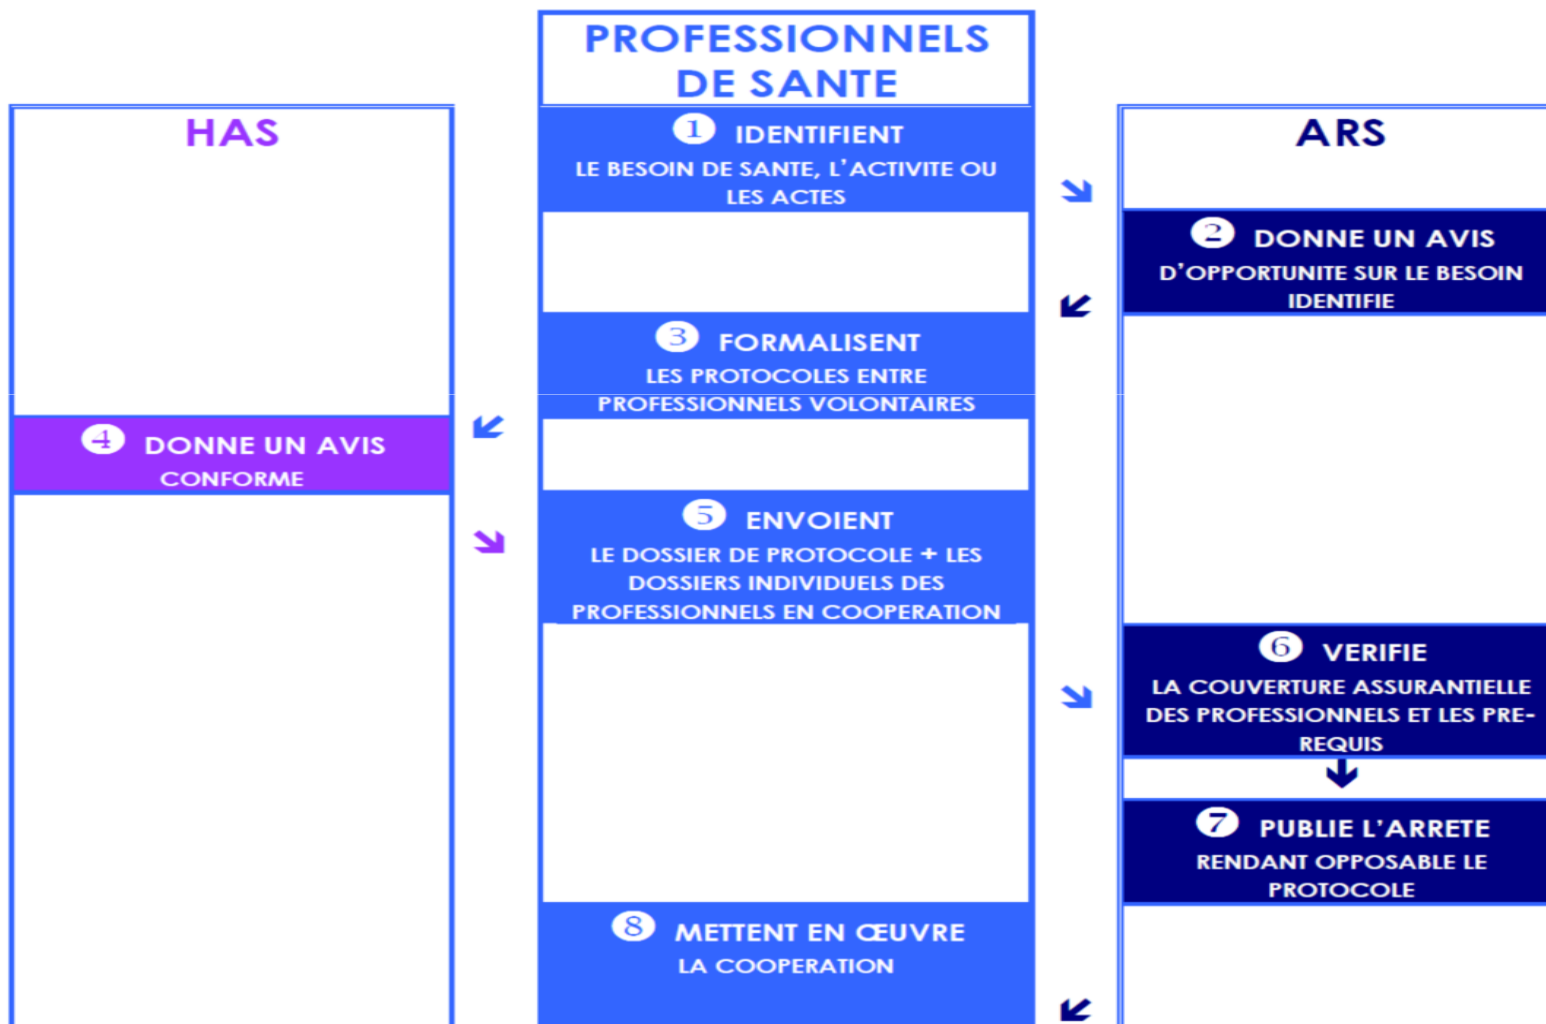 PROFESSIONNELS
DE SANTE
HAS
ARS
1 IDENTIFIENT
LE BESOIN DE SANTE, L'ACTIVITE OU
LES ACTES
2 DONNE UN AVIS
D'OPPORTUNITE SUR LE BESOIN
IDENTIFIE
3 FORMALISENT
LES PROTOCOLES ENTRE
PROFESSIONNELS VOLONTAIRES
4 DONNE UN AVIS
CONFORME
5 ENVOIENT
LE DOSSIER DE PROTOCOLE + LES
DOSSIERS INDIVIDUELS DES
PROFESSIONNELS EN COOPERATION
6 VERIFIE
LA COUVERTURE ASSURANTIELLE
DES PROFESSIONNELS ET LES PRE-
REQUIS
7 PUBLIE L'ARRETE
RENDANT OPPOSABLE LE
PROTOCOLE
8 METTENT EN ŒUVRE
LA COOPERATION